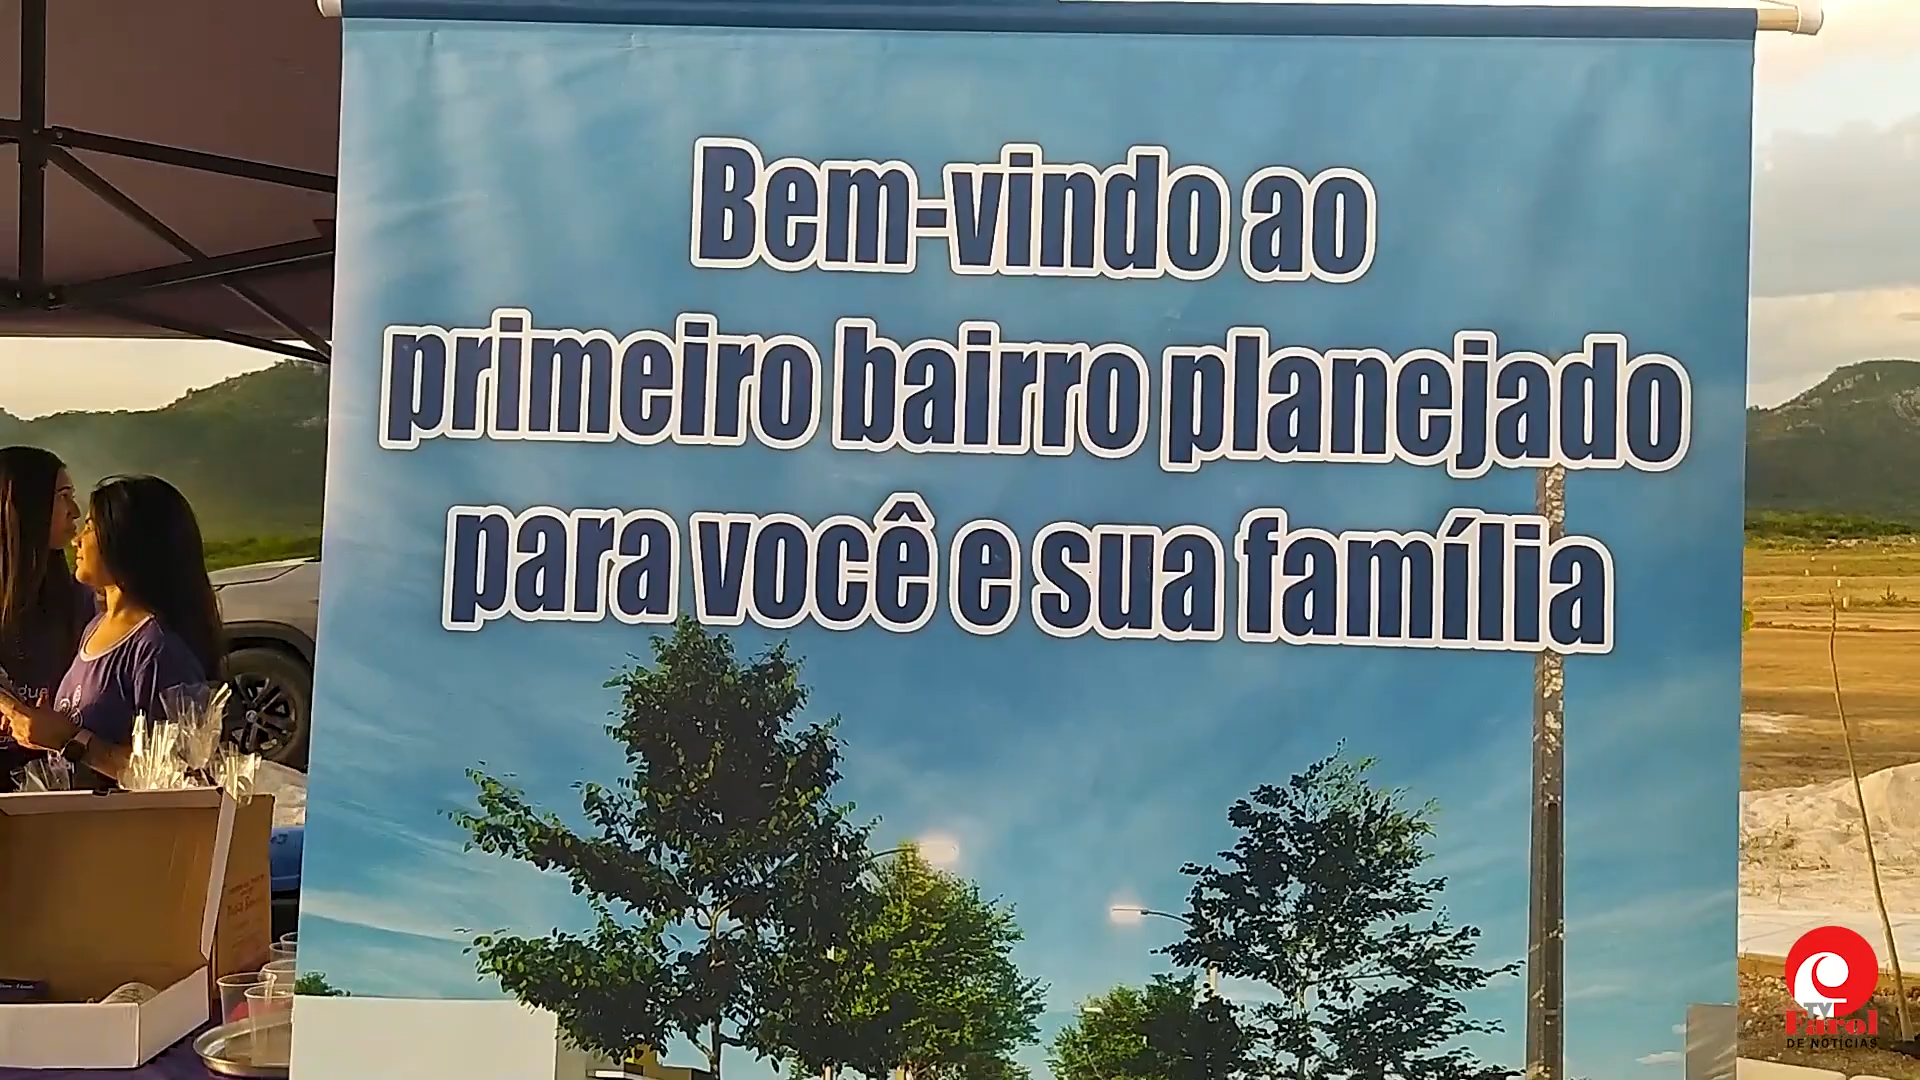 Bem-vindo ao
primeiro bairro planejado
para você e sua família
TV
Farol
DE NOTÍCIAS